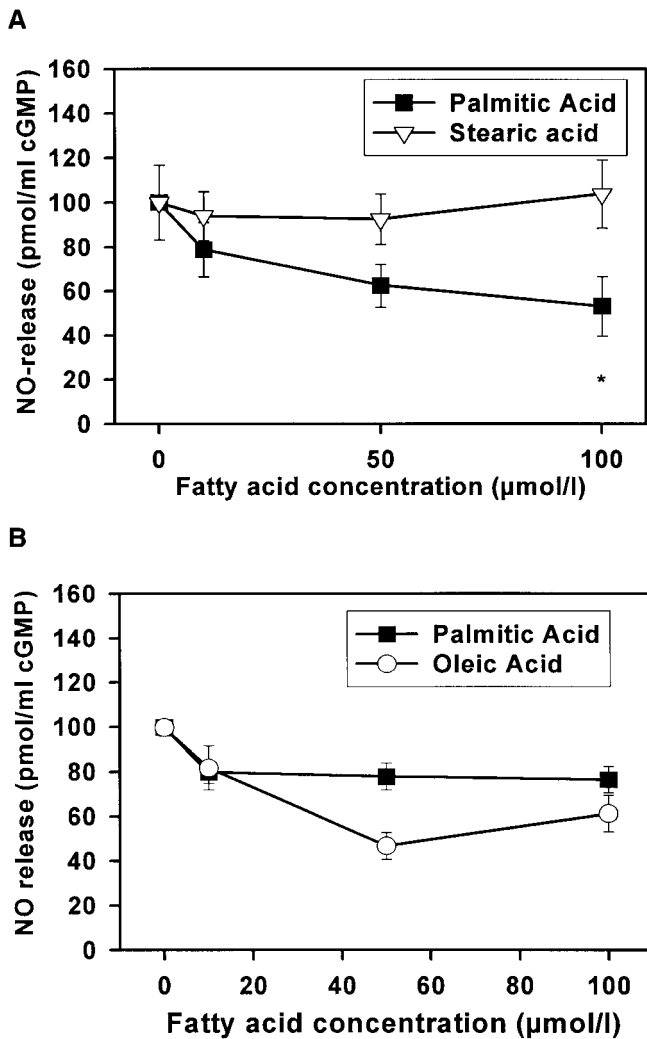 A
160
140
120
100
80
60
40
20
0
NO-release (pmol/ml cGMP)
Palmitic Acid
Stearic acid
*
0 50 100
Fatty acid concentration (µmol/l)
B
160
140
120
100
80
60
40
20
0
NO release (pmol/ml cGMP)
Palmitic Acid
Oleic Acid
0 20 40 60 80 100
Fatty acid concentration (µmol/l)